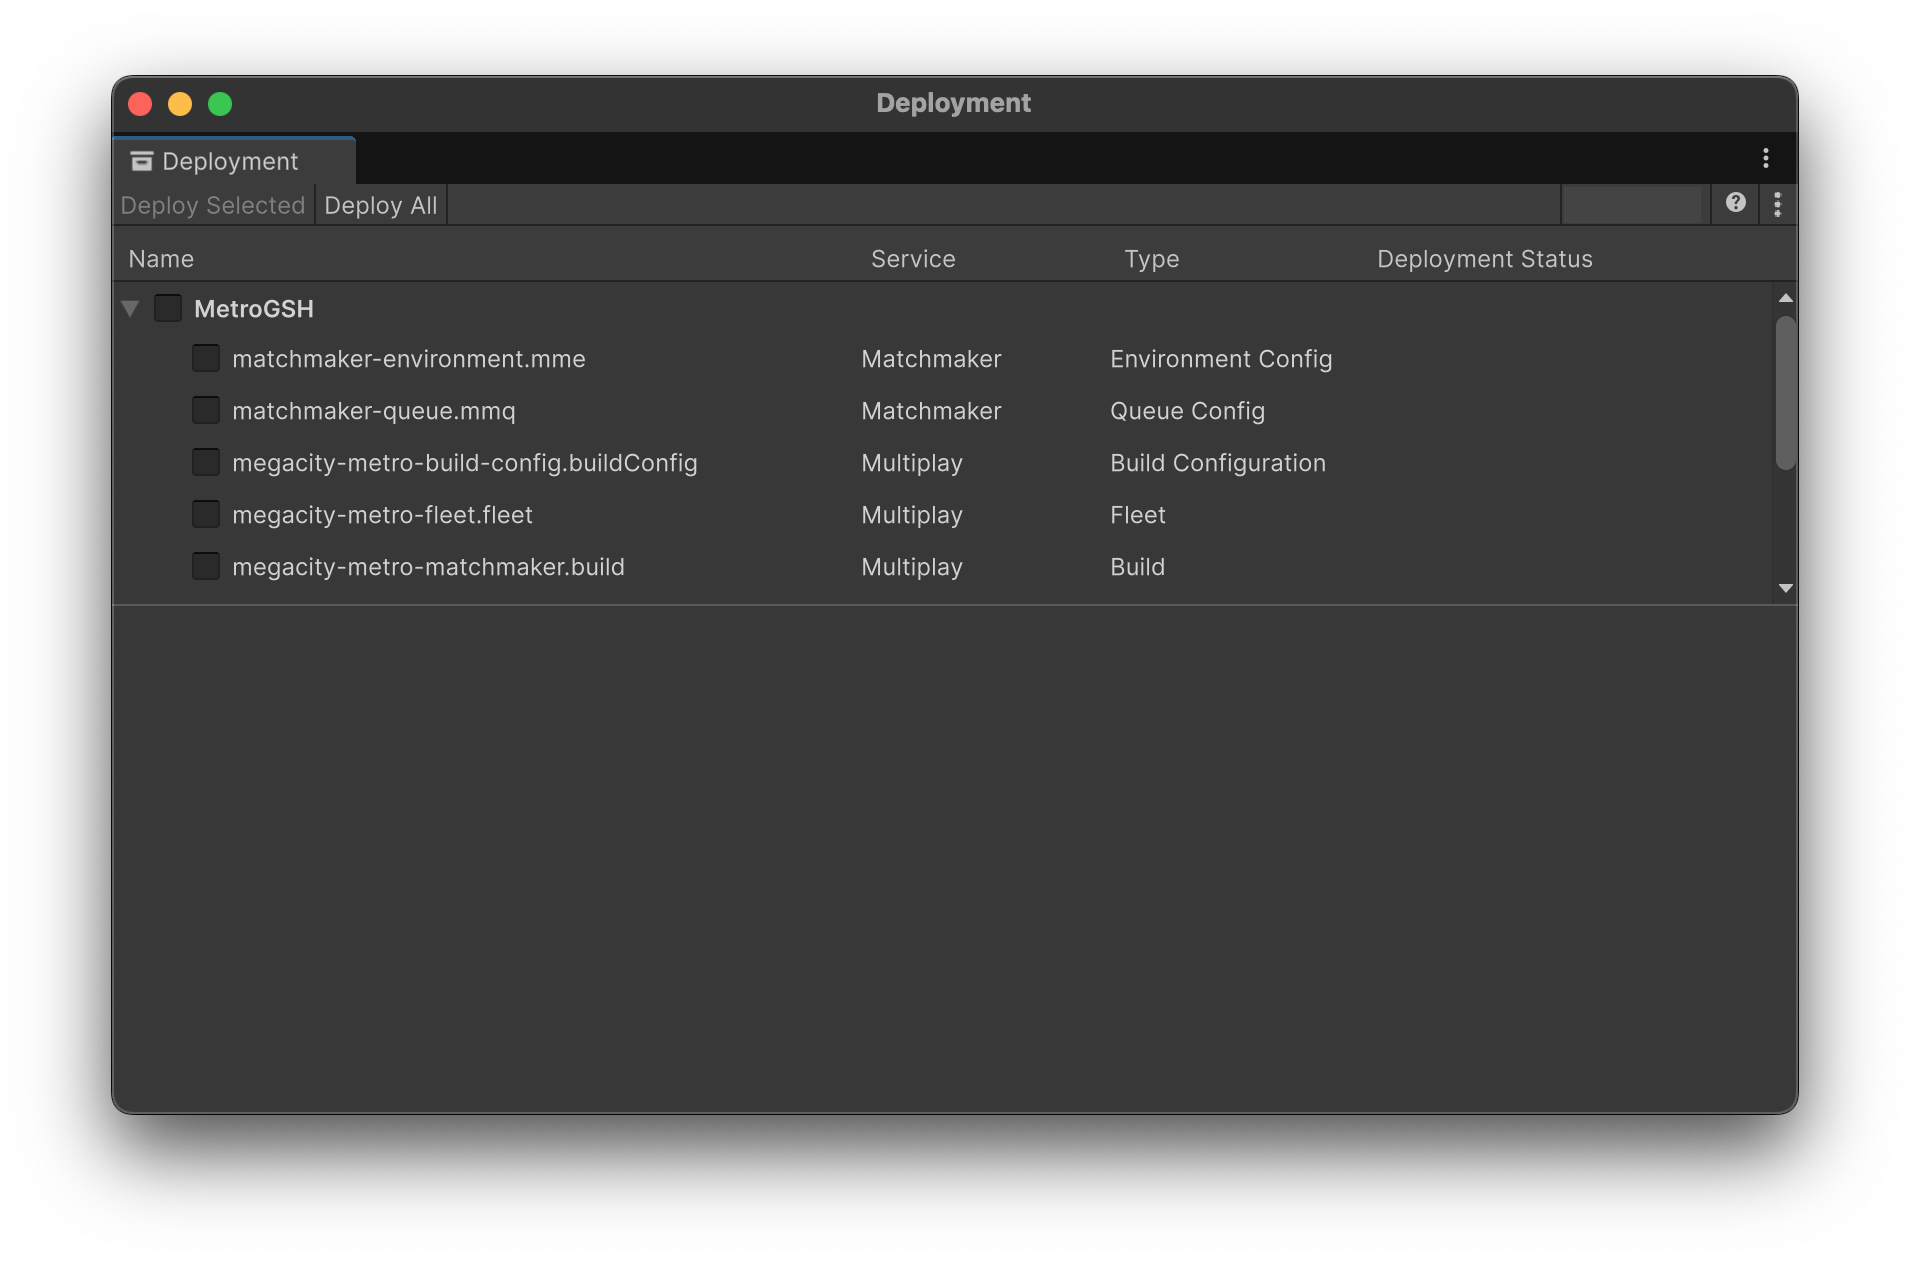 Deployment
Deployment
Deploy Selected Deploy All
Name Service Type Deployment Status
MetroGSH
matchmaker-environment.mme Matchmaker Environment Config
matchmaker-queue.mmq Matchmaker Queue Config
megacity-metro-build-config.buildConfig Multiplay Build Configuration
megacity-metro-fleet.fleet Multiplay Fleet
megacity-metro-matchmaker.build Multiplay Build